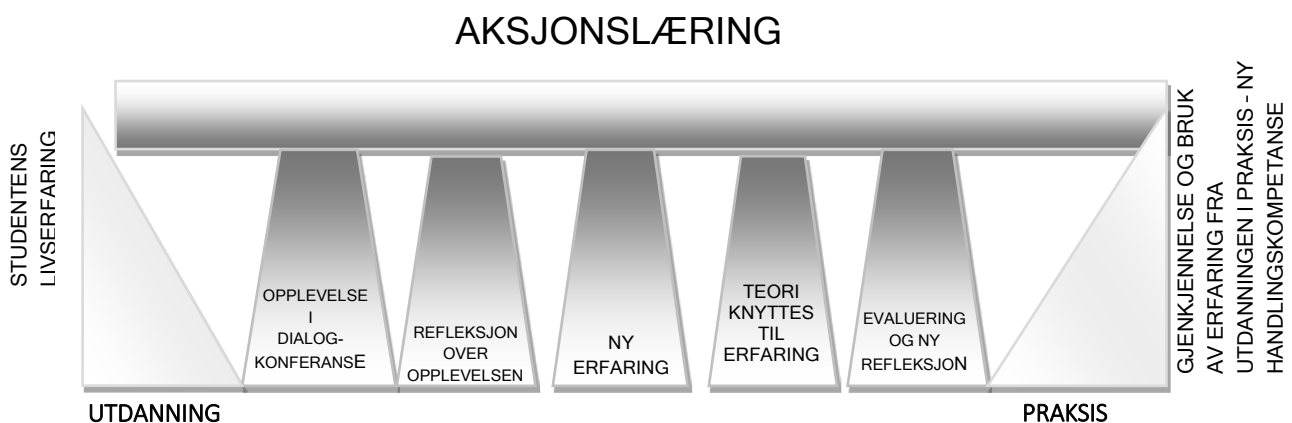 AKSJONSLÆRING
STUDENTENS
LIVSERFARING
OPPLEVELSE
I
DIALOG-
KONFERANSE
REFLEKSJON
OVER
OPPLEVELSEN
NY
ERFARING
TEORI
KNYTTES
TIL
ERFARING
EVALUERING
OG NY
REFLEKSJON
GJENKJENNELSE OG BRUK
AV ERFARING FRA
UTDANNINGEN I PRAKSIS - NY
HANDLINGSKOMPETANSE
UTDANNING
PRAKSIS